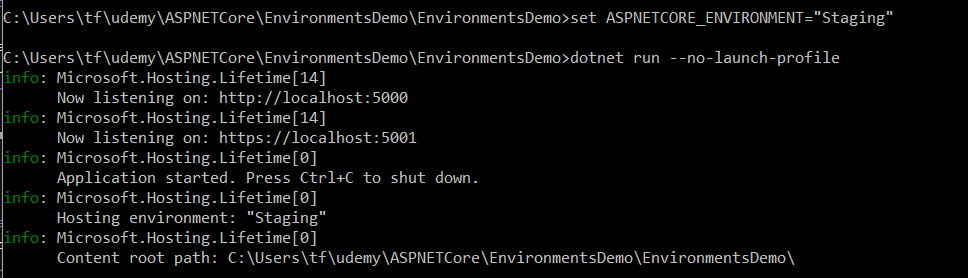 C:\Users\tf\udemy\ASPNETCore\EnvironmentsDemo\EnvironmentsDemo>set ASPNETCORE_ENVIRONMENT="Staging"
C:\Users\tf\udemy\ASPNETCore\EnvironmentsDemo\EnvironmentsDemo>dotnet run --no-launch-profile
info: Microsoft.Hosting.Lifetime[14]
Now listening on: http://localhost:5000
info: Microsoft.Hosting.Lifetime[14]
Now listening on: https://localhost:5001
info: Microsoft.Hosting.Lifetime[0]
Application started. Press Ctrl+C to shut down.
info: Microsoft.Hosting.Lifetime[0]
Hosting environment: "Staging"
info: Microsoft.Hosting.Lifetime[0]
Content root path: C:\Users\tf\udemy\ASPNETCore\EnvironmentsDemo\EnvironmentsDemo\